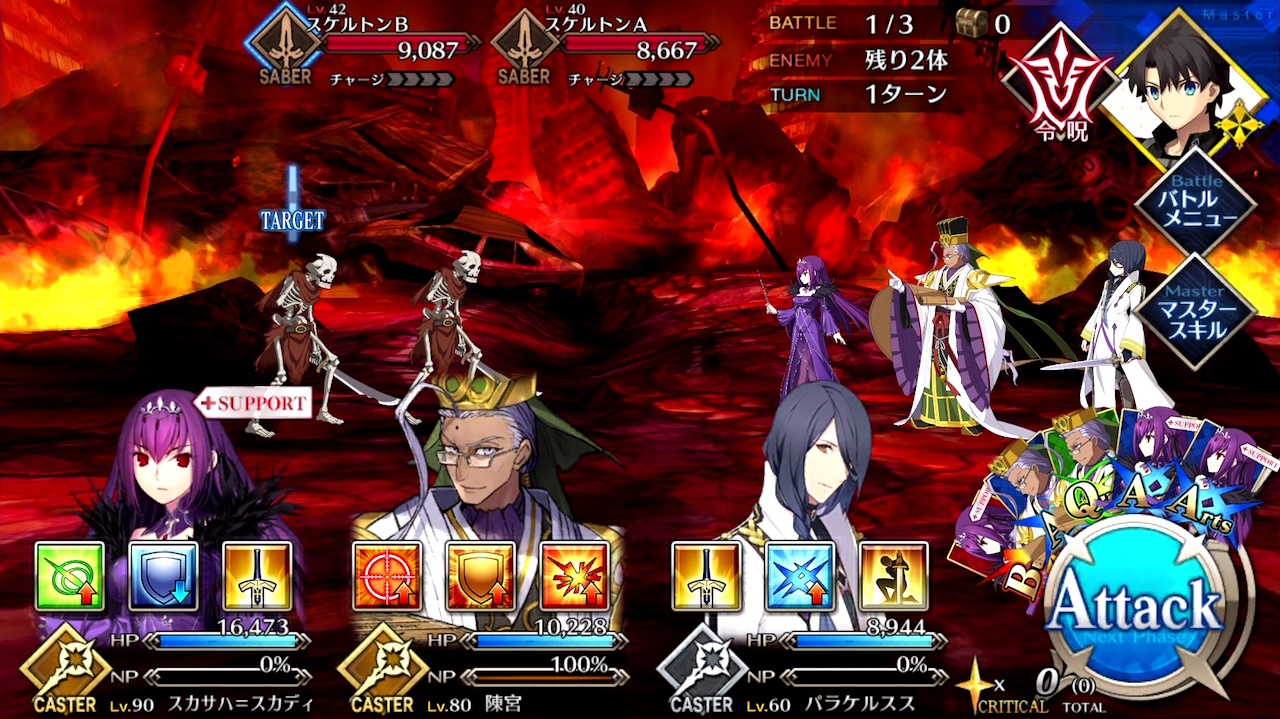 Lv.42
スケルトンB
9,087
SABER
チャージ
Lv.40
スケルトンA
8,667
SABER
チャージ
BATTLE 1/3
0
ENEMY 残り2体
TURN 1ターン
令呪
Master
Battle
バトル
メニュー
Master
マスター
スキル
TARGET
+SUPPORT
HP 16,473
NP 0%
CASTER Lv.90 スカサハ=スカディ
HP 10,228
NP 100%
CASTER Lv.80 陳宮
HP 8,944
NP 0%
CASTER Lv.60 パラケルスス
+SUPPORT
+SUPPORT
+SUPPORT
B A Q A Arts
Attack
Next Phase
x 0 (0)
CRITICAL TOTAL